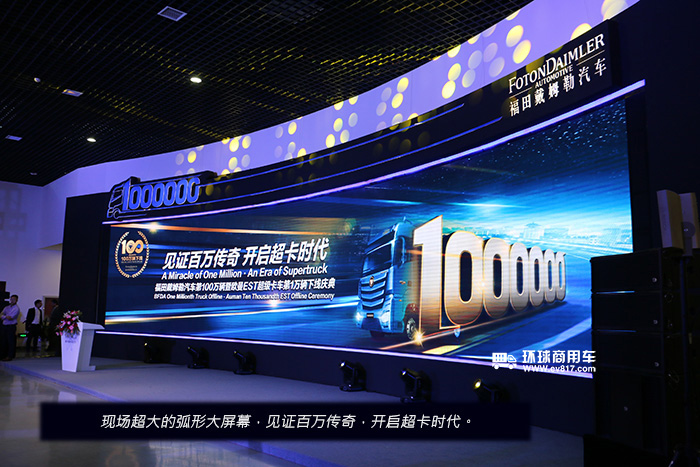 FOTONDAIMLER
AUTOMOTIVE
福田戴姆勒汽车
1000000
100
见证百万传奇 开启超卡时代
A Miracle of One Million · An Era of Supertruck
福田戴姆勒汽车第100万辆暨欧曼EST超级卡车第1万辆下线庆典
BFDA One Millionth Truck Offline · Auman Ten Thousandth EST Offline Ceremony
1000000
环球商用车
www.ev817.com
现场超大的弧形大屏幕，见证百万传奇，开启超卡时代。